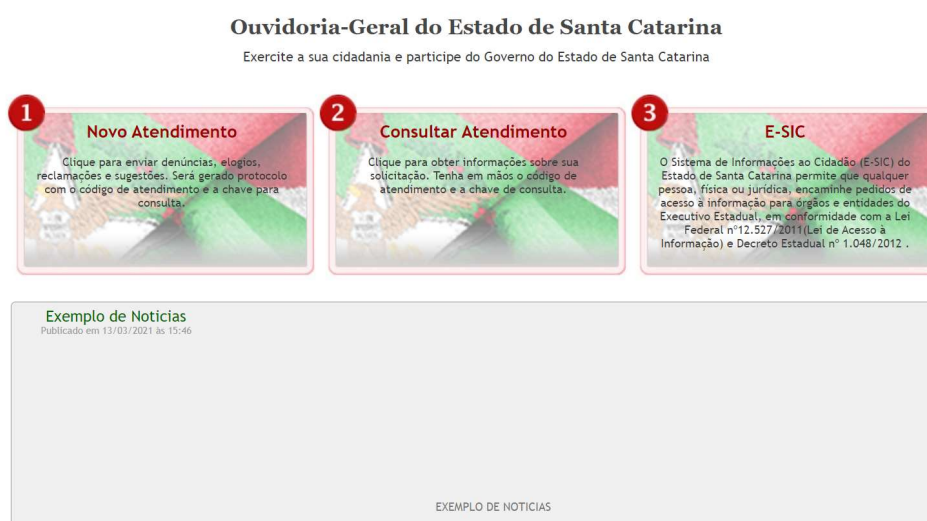 Ouvidoria-Geral do Estado de Santa Catarina
Exercite a sua cidadania e participe do Governo do Estado de Santa Catarina
1
Novo Atendimento
Clique para enviar denúncias, elogios,
reclamações e sugestões. Será gerado protocolo
com o código de atendimento e a chave para
consulta.
2
Consultar Atendimento
Clique para obter informações sobre sua
solicitação. Tenha em mãos o código de
atendimento e a chave de consulta.
3
E-SIC
O Sistema de Informações ao Cidadão (E-SIC) do
Estado de Santa Catarina permite que qualquer
pessoa, física ou jurídica, encaminhe pedidos de
acesso à informação para órgãos e entidades do
Executivo Estadual, em conformidade com a Lei
Federal nº12.527/2011(Lei de Acesso à
Informação) e Decreto Estadual nº 1.048/2012 .
Exemplo de Noticias
Publicado em 13/03/2021 às 15:46
EXEMPLO DE NOTICIAS